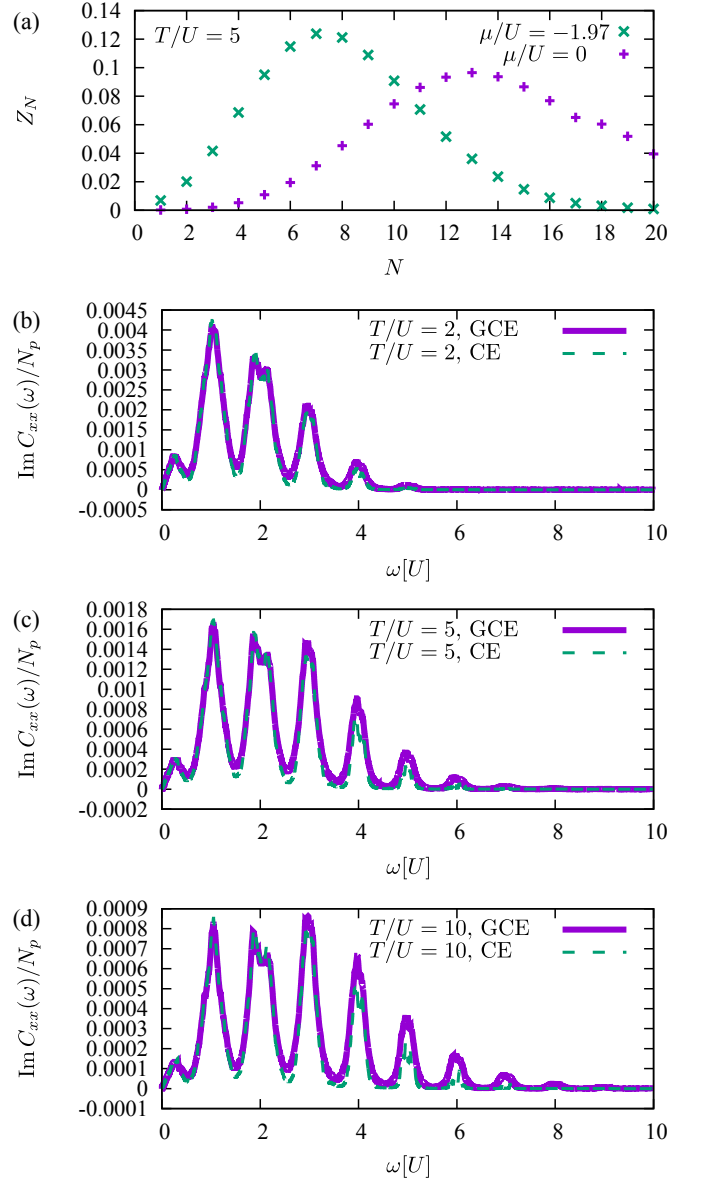 (a)
T/U = 5
μ/U = −1.97
μ/U = 0
Z_N
0.14
0.12
0.1
0.08
0.06
0.04
0.02
0
0 2 4 6 8 10 12 14 16 18 20
N
(b)
T/U = 2, GCE
T/U = 2, CE
Im C_xx(ω)/N_p
0.0045
0.004
0.0035
0.003
0.0025
0.002
0.0015
0.001
0.0005
0
-0.0005
0 2 4 6 8 10
ω[U]
(c)
T/U = 5, GCE
T/U = 5, CE
Im C_xx(ω)/N_p
0.0018
0.0016
0.0014
0.0012
0.001
0.0008
0.0006
0.0004
0.0002
0
-0.0002
0 2 4 6 8 10
ω[U]
(d)
T/U = 10, GCE
T/U = 10, CE
Im C_xx(ω)/N_p
0.0009
0.0008
0.0007
0.0006
0.0005
0.0004
0.0003
0.0002
0.0001
0
-0.0001
0 2 4 6 8 10
ω[U]